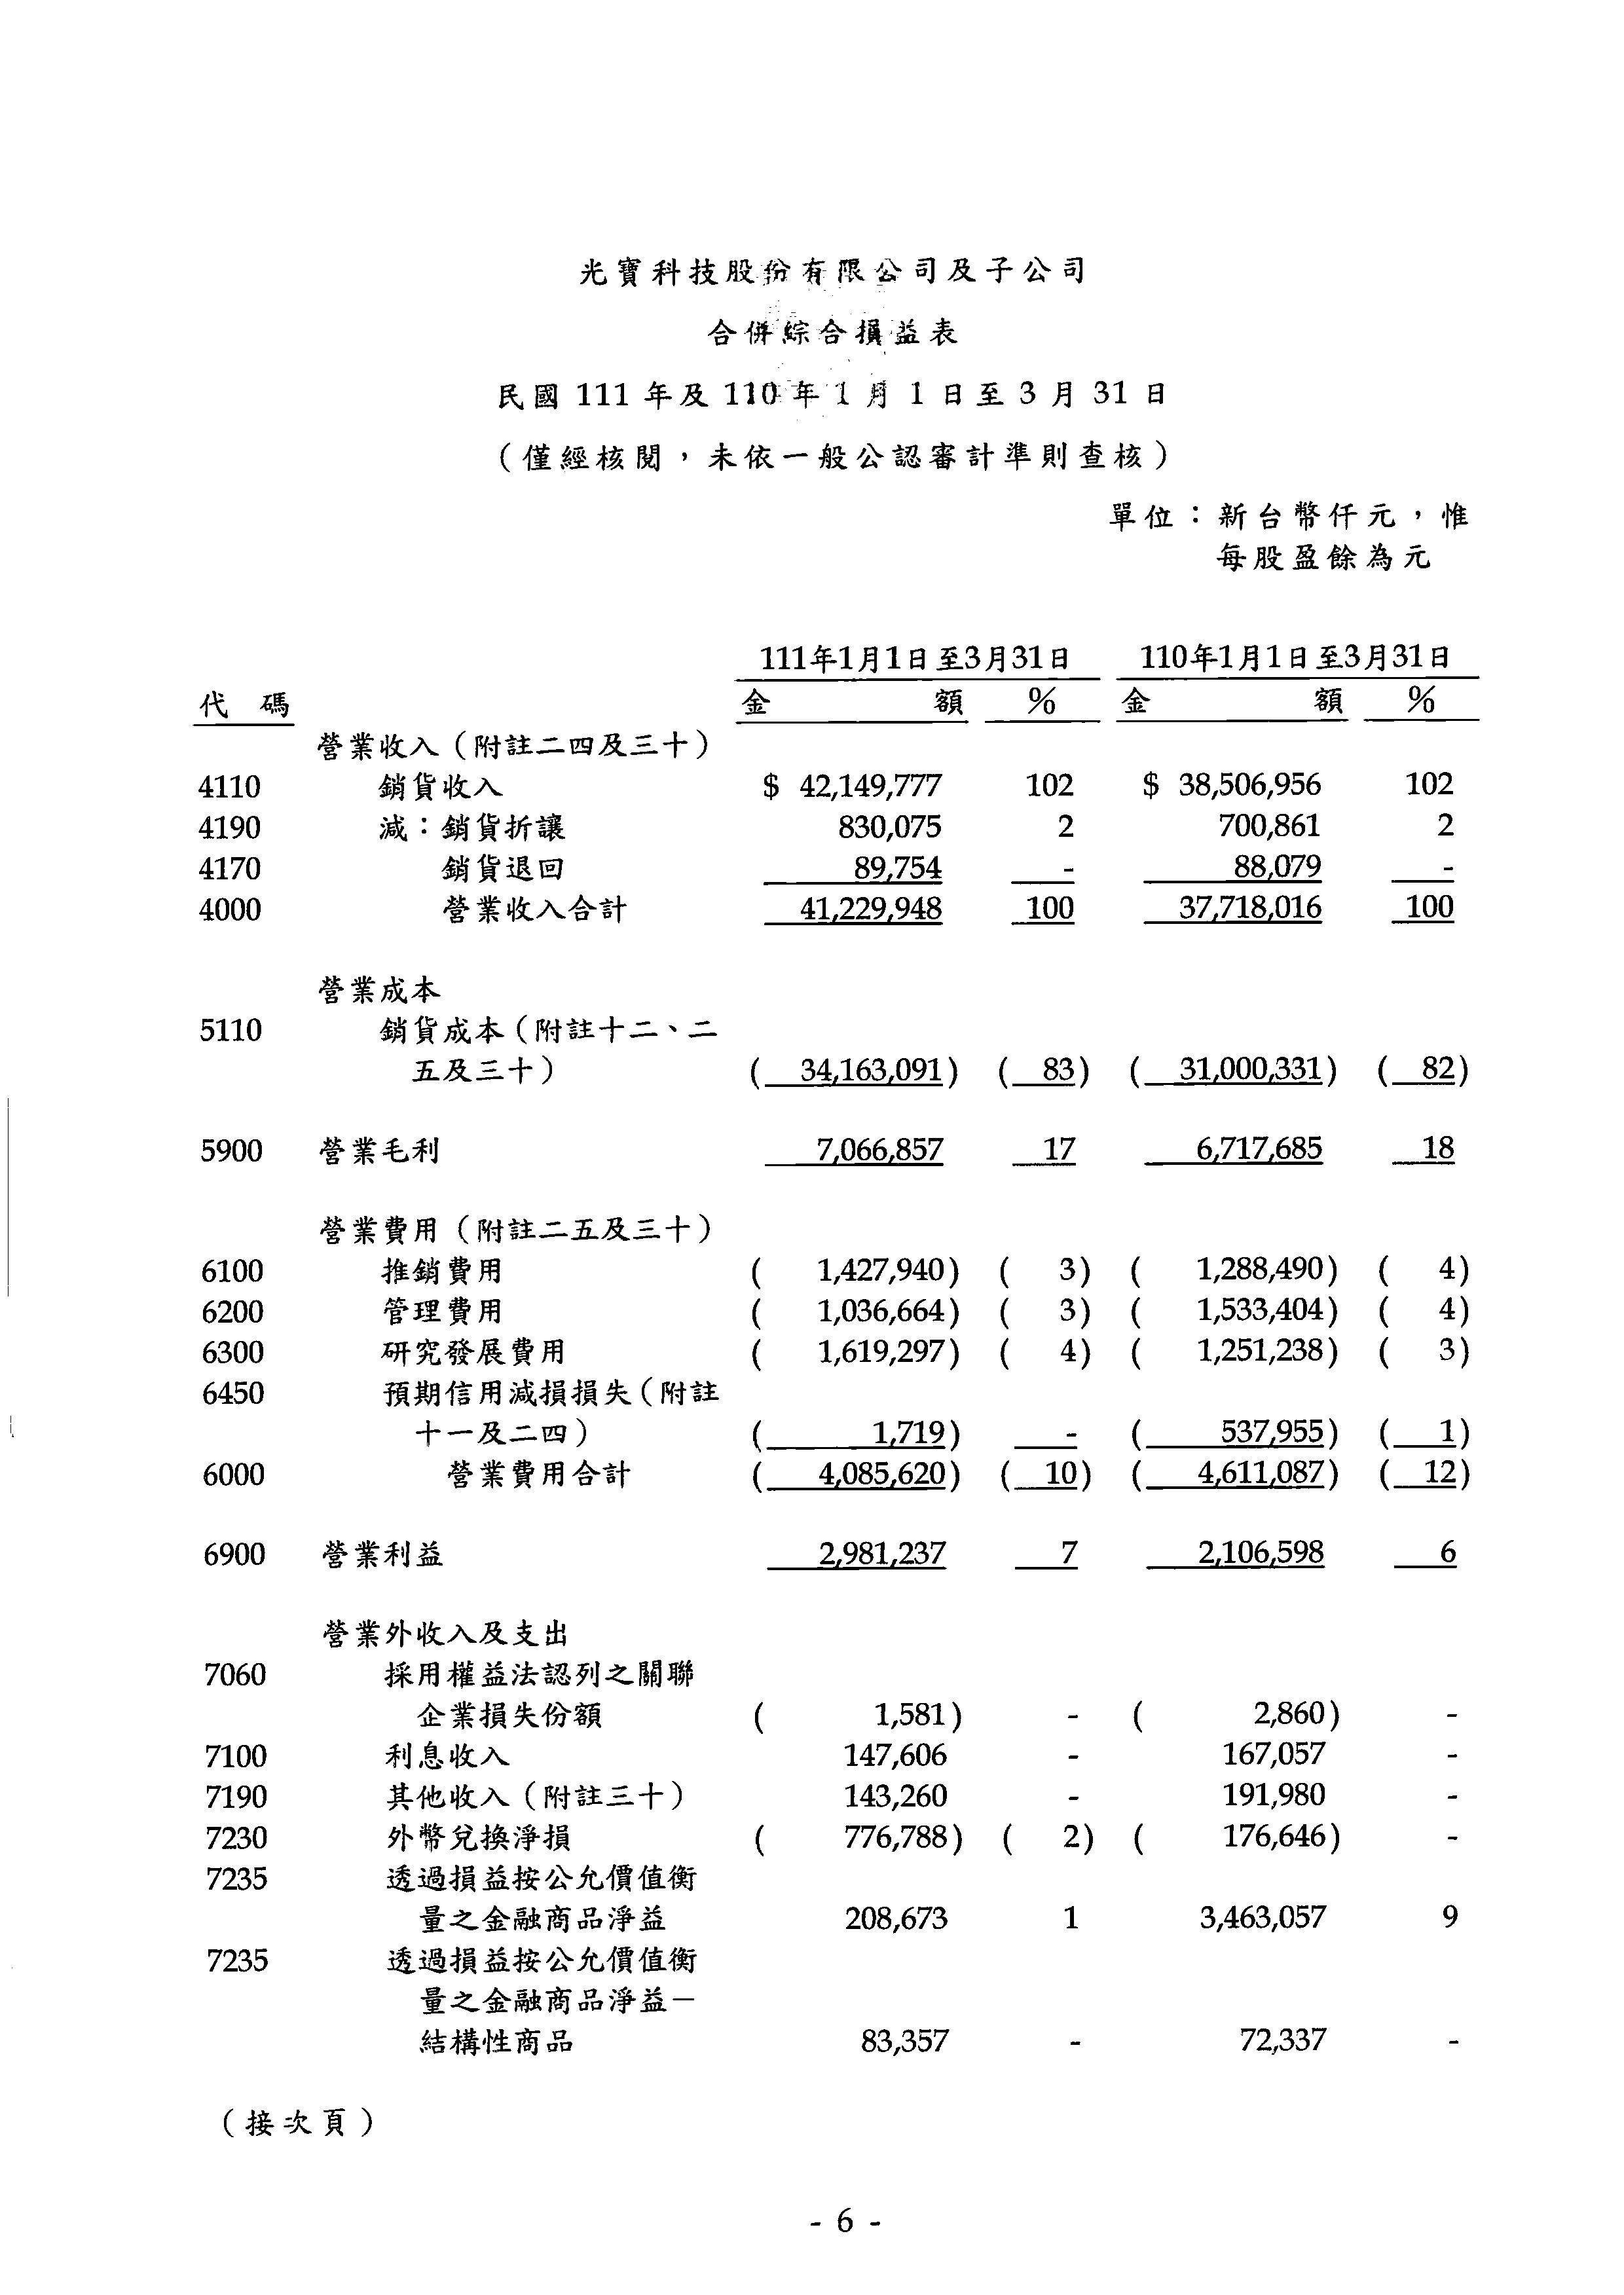 光寶科技股份有限公司及子公司
合併綜合損益表
民國 111 年及 110 年 1 月 1 日至 3 月 31 日
（僅經核閱，未依一般公認審計準則查核）
單位：新台幣仟元，惟
每股盈餘為元
111年1月1日至3月31日 110年1月1日至3月31日
代 碼 金 額 % 金 額 %
營業收入（附註二四及三十）
4110 銷貨收入 $ 42,149,777 102 $ 38,506,956 102
4190 減：銷貨折讓 830,075 2 700,861 2
4170 銷貨退回 89,754 - 88,079 -
4000 營業收入合計 41,229,948 100 37,718,016 100
營業成本
5110 銷貨成本（附註十二、二
五及三十） ( 34,163,091) ( 83) ( 31,000,331) ( 82)
5900 營業毛利 7,066,857 17 6,717,685 18
營業費用（附註二五及三十）
6100 推銷費用 ( 1,427,940) ( 3) ( 1,288,490) ( 4)
6200 管理費用 ( 1,036,664) ( 3) ( 1,533,404) ( 4)
6300 研究發展費用 ( 1,619,297) ( 4) ( 1,251,238) ( 3)
6450 預期信用減損損失（附註
十一及二四） ( 1,719) - ( 537,955) ( 1)
6000 營業費用合計 ( 4,085,620) ( 10) ( 4,611,087) ( 12)
6900 營業利益 2,981,237 7 2,106,598 6
營業外收入及支出
7060 採用權益法認列之關聯
企業損失份額 ( 1,581) - ( 2,860) -
7100 利息收入 147,606 - 167,057 -
7190 其他收入（附註三十） 143,260 - 191,980 -
7230 外幣兌換淨損 ( 776,788) ( 2) ( 176,646) -
7235 透過損益按公允價值衡
量之金融商品淨益 208,673 1 3,463,057 9
7235 透過損益按公允價值衡
量之金融商品淨益－
結構性商品 83,357 - 72,337 -
（接次頁）
- 6 -